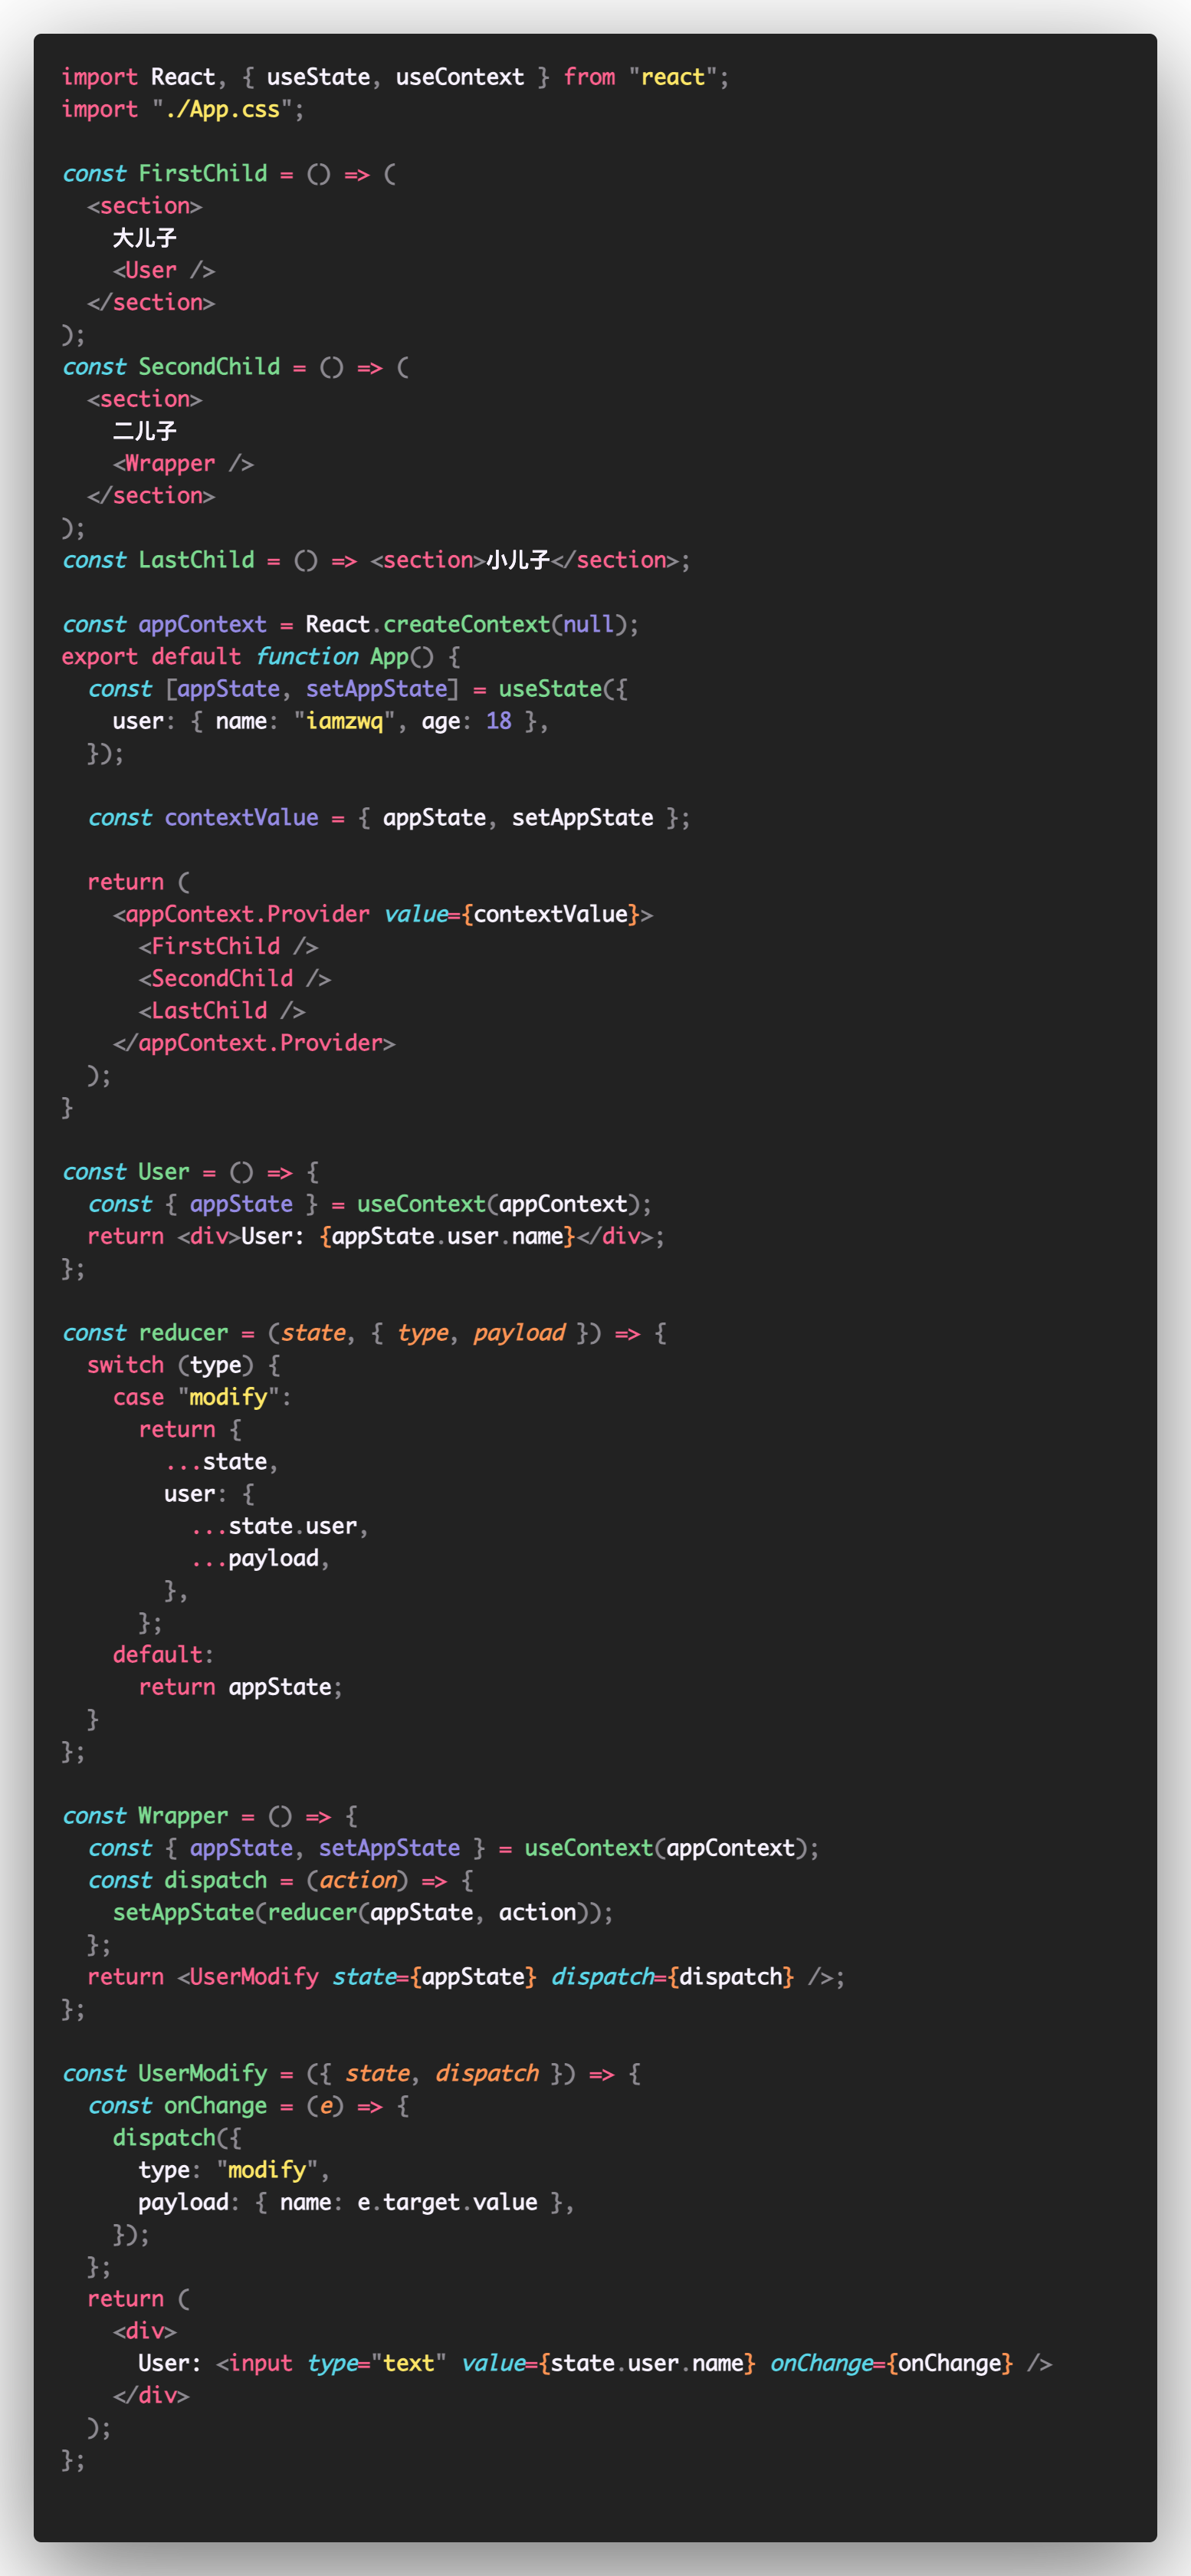 import React, { useState, useContext } from "react";
import "./App.css";

const FirstChild = () => (
  <section>
    大儿子
    <User />
  </section>
);
const SecondChild = () => (
  <section>
    二儿子
    <Wrapper />
  </section>
);
const LastChild = () => <section>小儿子</section>;

const appContext = React.createContext(null);
export default function App() {
  const [appState, setAppState] = useState({
    user: { name: "iamzwq", age: 18 },
  });

  const contextValue = { appState, setAppState };

  return (
    <appContext.Provider value={contextValue}>
      <FirstChild />
      <SecondChild />
      <LastChild />
    </appContext.Provider>
  );
}

const User = () => {
  const { appState } = useContext(appContext);
  return <div>User: {appState.user.name}</div>;
};

const reducer = (state, { type, payload }) => {
  switch (type) {
    case "modify":
      return {
        ...state,
        user: {
          ...state.user,
          ...payload,
        },
      };
    default:
      return appState;
  }
};

const Wrapper = () => {
  const { appState, setAppState } = useContext(appContext);
  const dispatch = (action) => {
    setAppState(reducer(appState, action));
  };
  return <UserModify state={appState} dispatch={dispatch} />;
};

const UserModify = ({ state, dispatch }) => {
  const onChange = (e) => {
    dispatch({
      type: "modify",
      payload: { name: e.target.value },
    });
  };
  return (
    <div>
      User: <input type="text" value={state.user.name} onChange={onChange} />
    </div>
  );
};